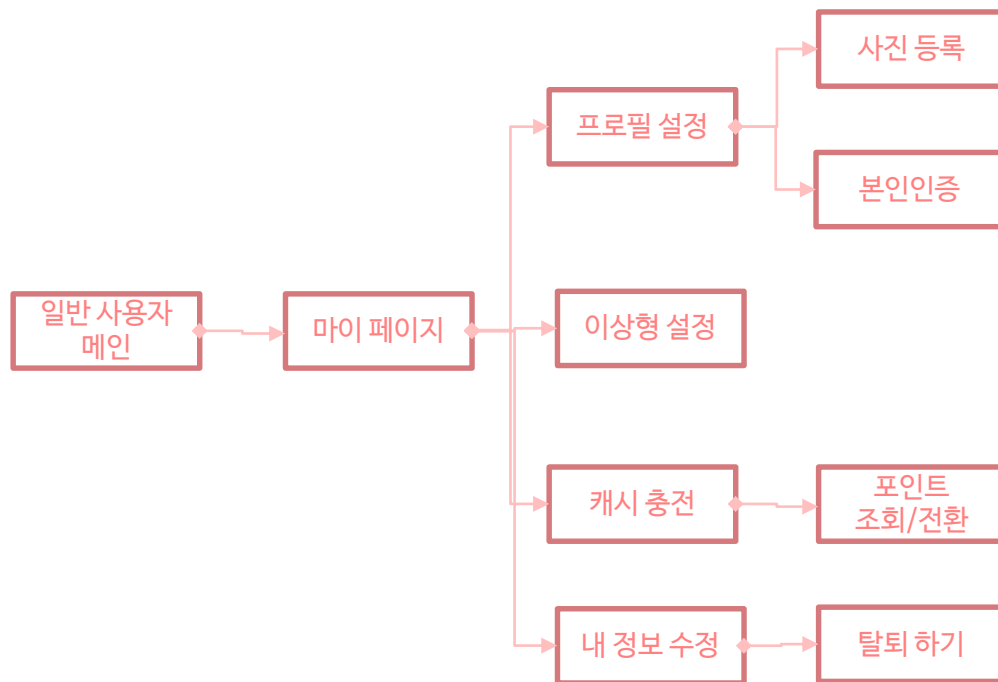 사진 등록
프로필 설정
본인인증
일반 사용자
메인
마이 페이지
이상형 설정
캐시 충전
포인트
조회/전환
내 정보 수정
탈퇴 하기